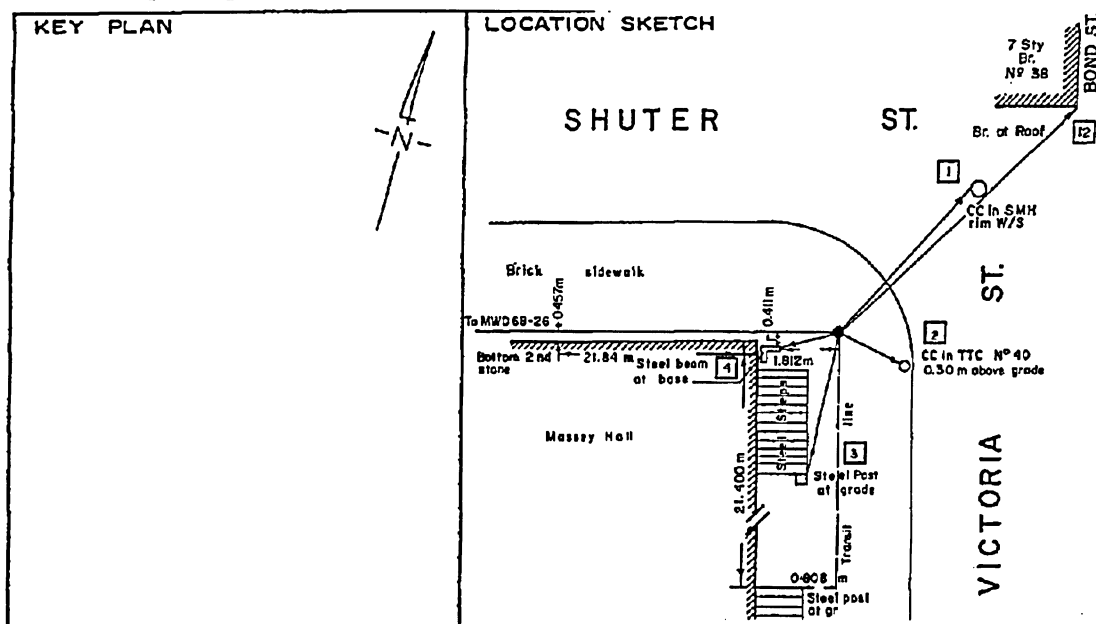 KEY PLAN
LOCATION SKETCH
N
7 Sty
Br.
Nº 38
BOND ST.
SHUTER ST.
Br. at Roof
12
1
CC in SMH
rim W/S
Brick sidewalk
0.457m
0.411m
ST.
To MWD 68-26
2
CC in TTC Nº 40
0.30 m above grade
Bottom 2nd
stone
21.84 m
Steel beam
at base
4
1.812m
Steel Steps
line
Massey Hall
3
Steel Post
at grade
21.400 m
Transit
0.808 m
Steel post
at gr
VICTORIA